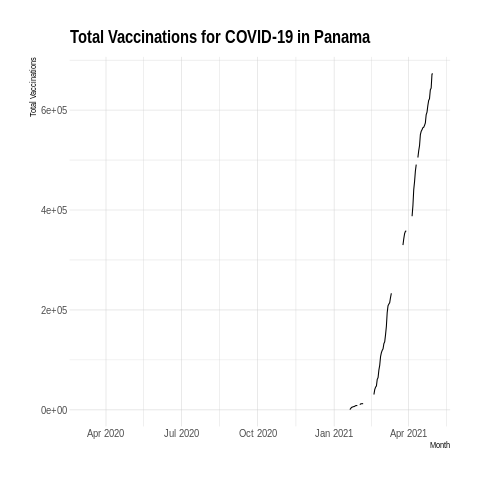 Total Vaccinations for COVID-19 in Panama
Total Vaccinations
6e+05
4e+05
2e+05
0e+00
Apr 2020 Jul 2020 Oct 2020 Jan 2021 Apr 2021
Month